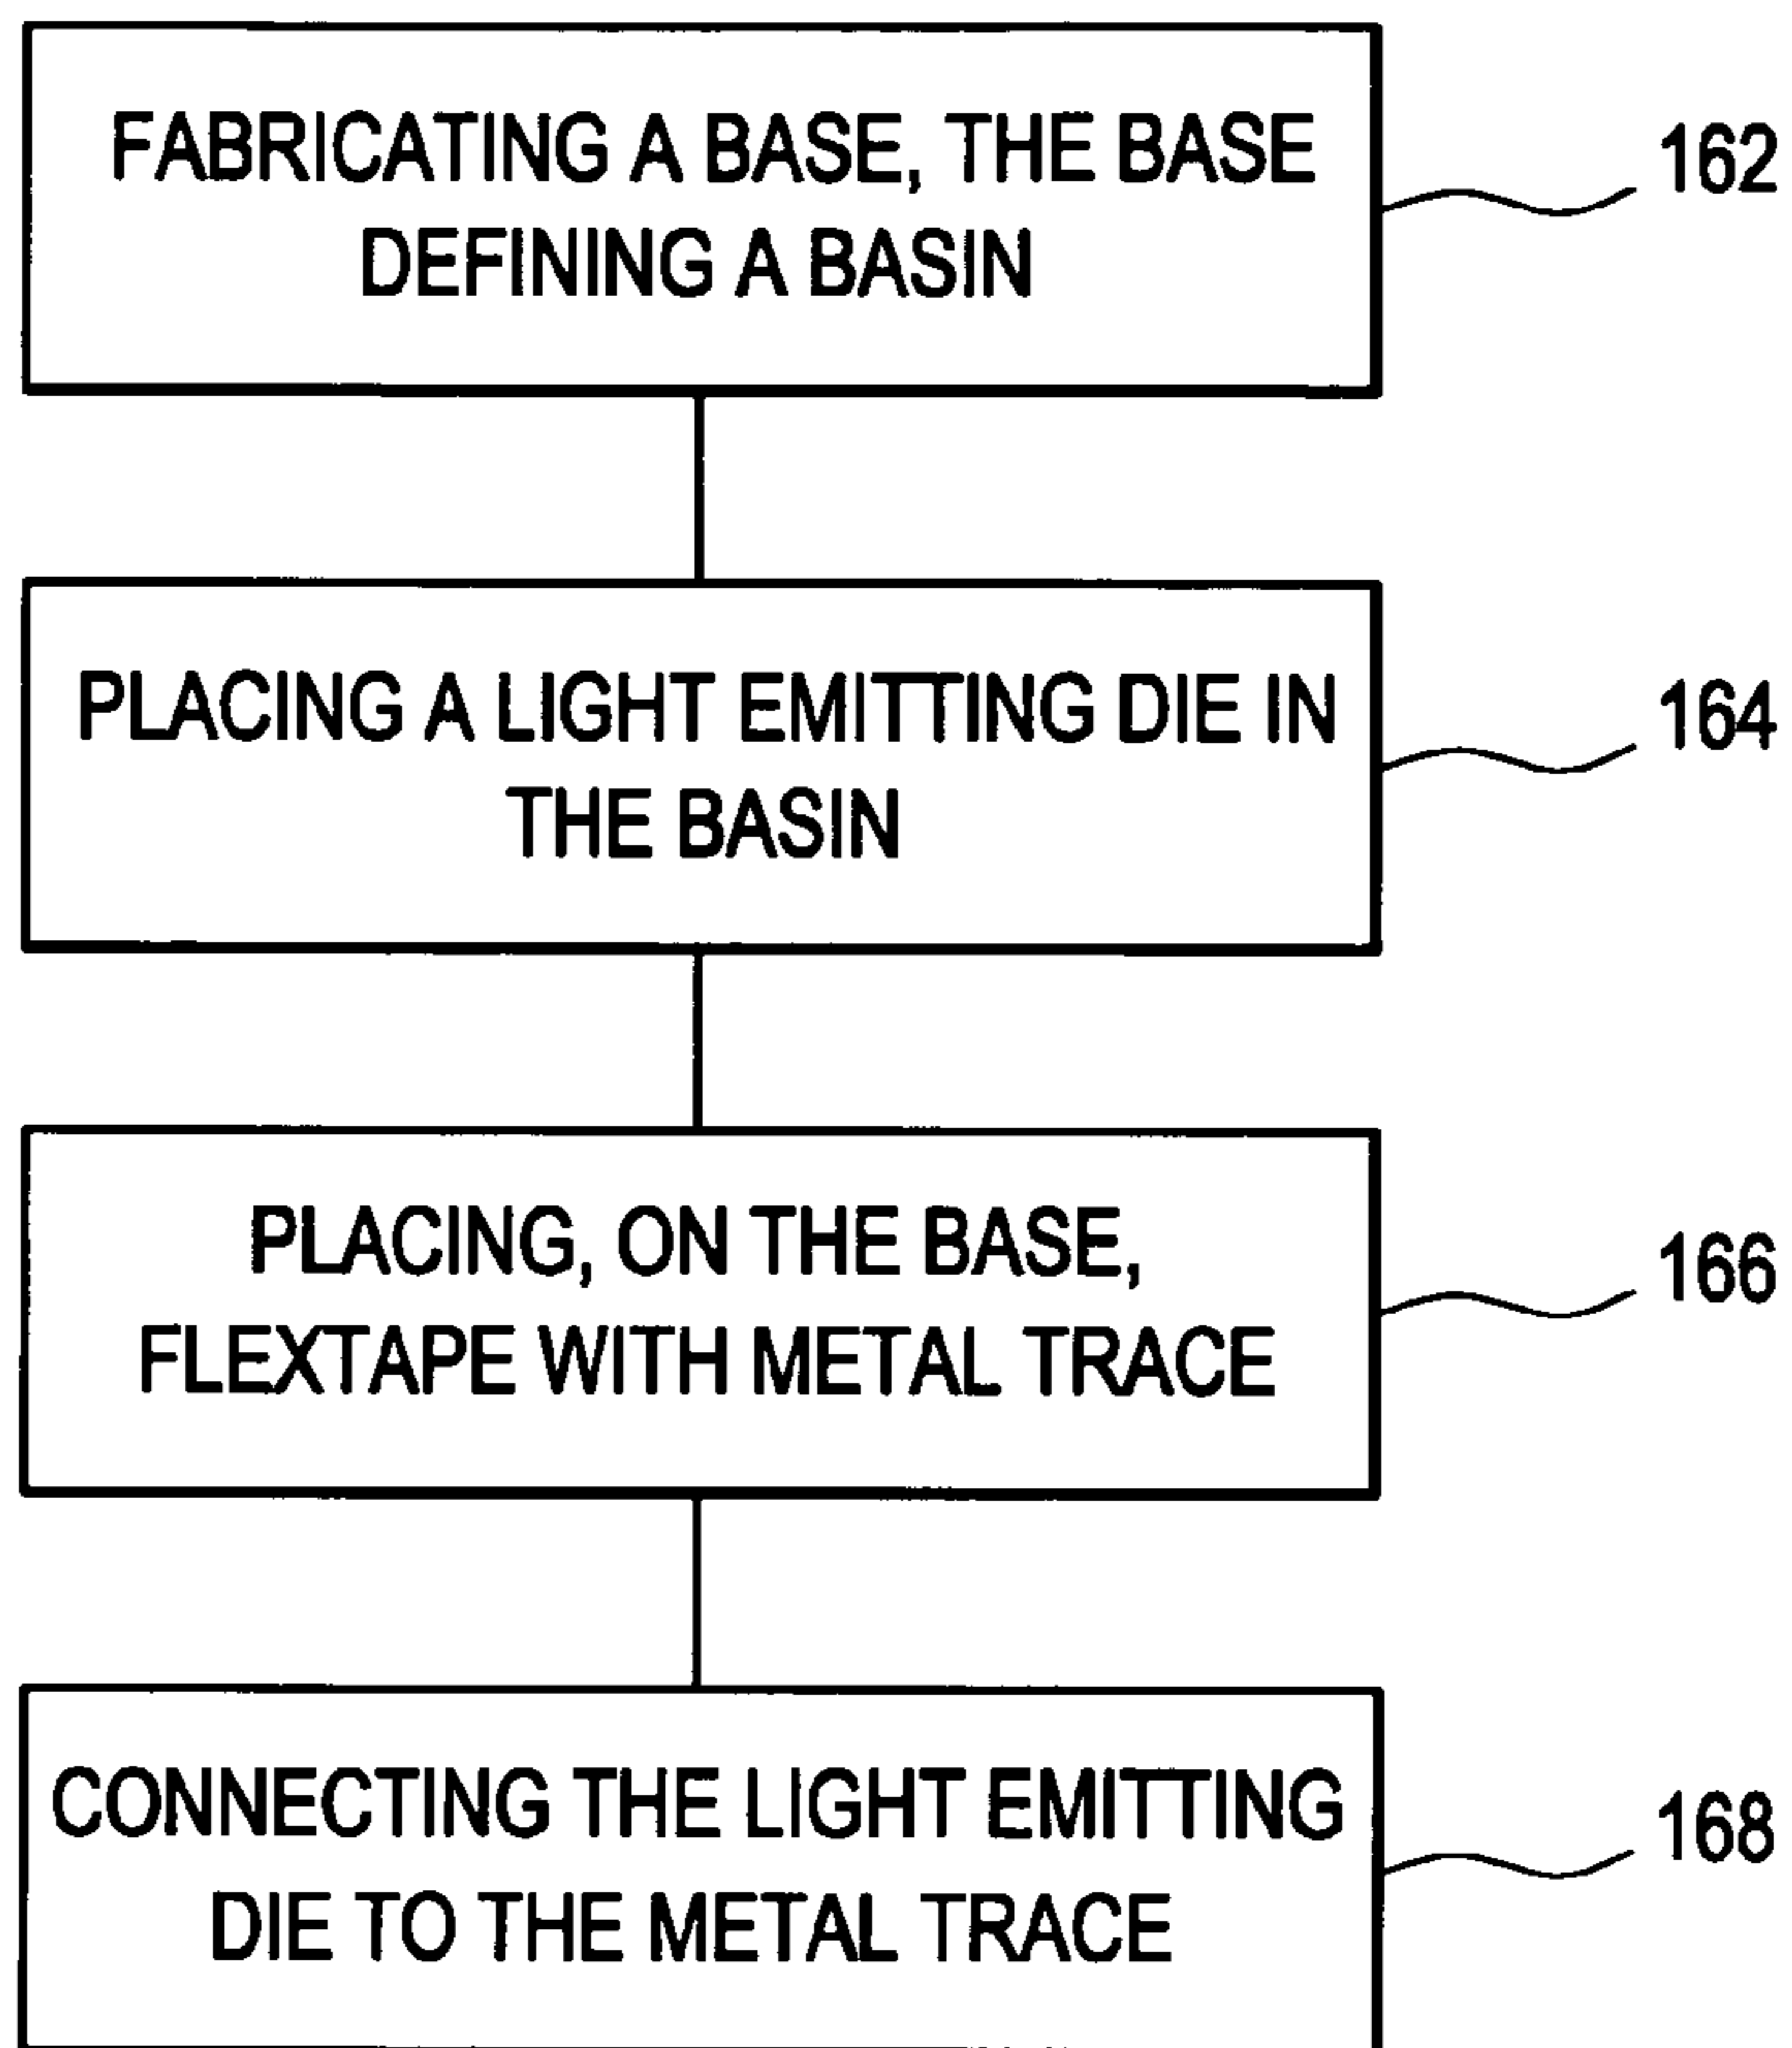 FABRICATING A BASE, THE BASE
DEFINING A BASIN
162
PLACING A LIGHT EMITTING DIE IN
THE BASIN
164
PLACING, ON THE BASE,
FLEXTAPE WITH METAL TRACE
166
CONNECTING THE LIGHT EMITTING
DIE TO THE METAL TRACE
168